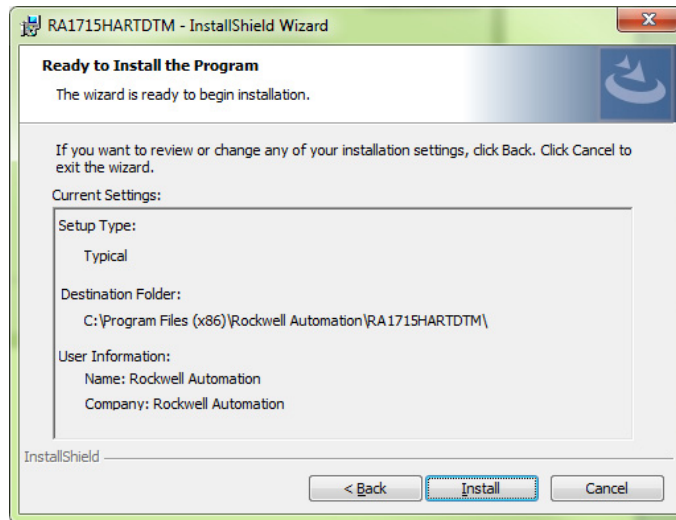 RA1715HARTDTM - InstallShield Wizard
Ready to Install the Program
The wizard is ready to begin installation.
If you want to review or change any of your installation settings, click Back. Click Cancel to
exit the wizard.
Current Settings:
Setup Type:
Typical
Destination Folder:
C:\Program Files (x86)\Rockwell Automation\RA1715HARTDTM\
User Information:
Name: Rockwell Automation
Company: Rockwell Automation
InstallShield
< Back Install Cancel